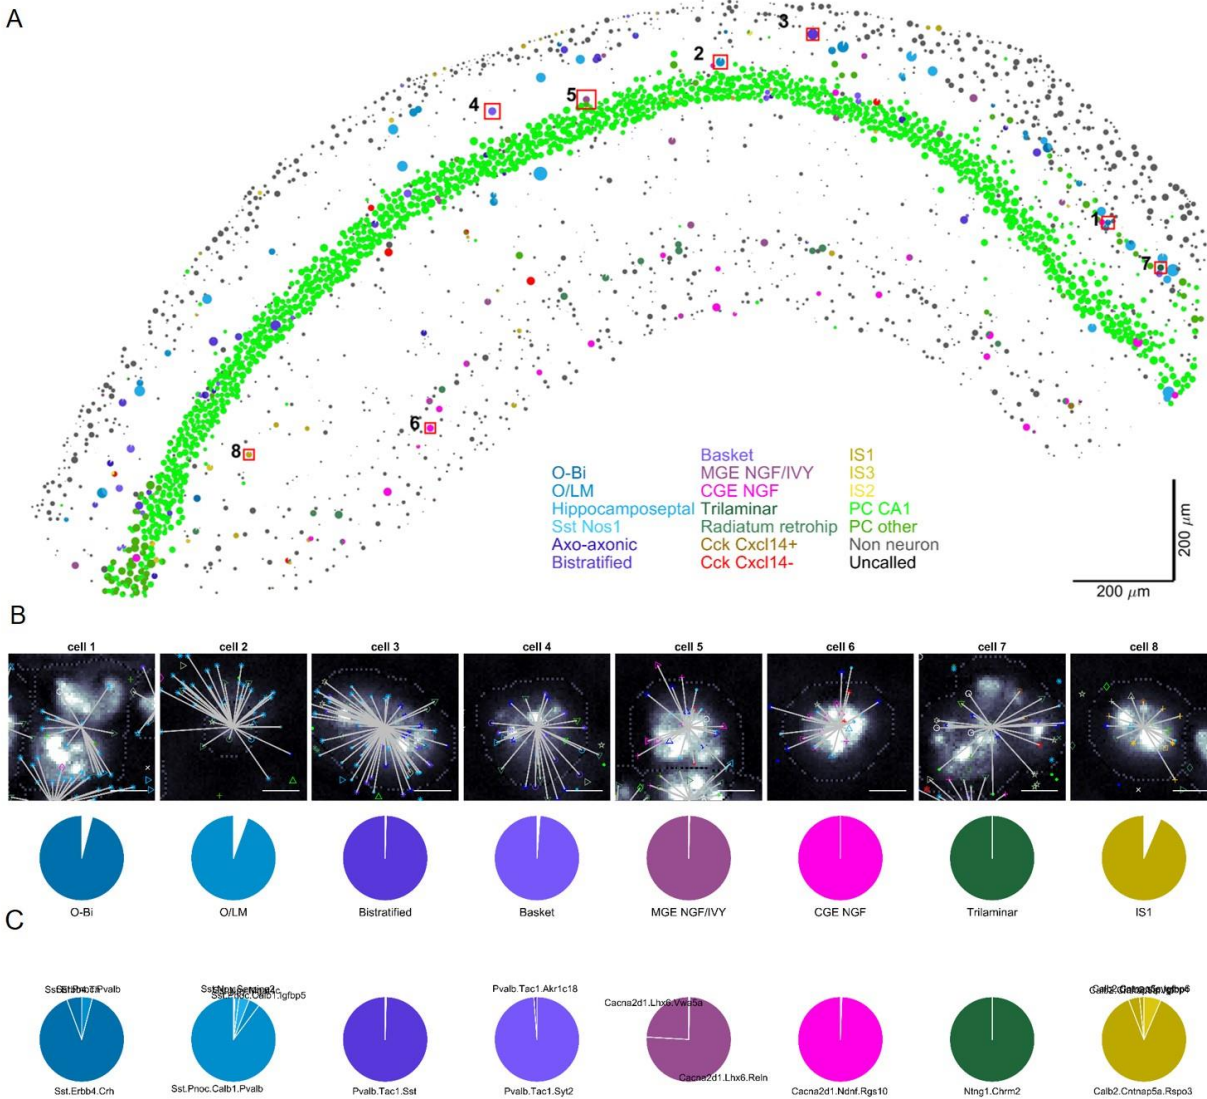 A
3
2
5
4
1
7
6
8
Basket IS1
O-Bi MGE NGF/IVY IS3
O/LM CGE NGF IS2
Hippocamposeptal Trilaminar PC CA1
Sst Nos1 Radiatum retrohip PC other
Axo-axonic Cck Cxcl14+ Non neuron
Bistratified Cck Cxcl14- Uncalled
200 μm
200 μm
B
cell 1 cell 2 cell 3 cell 4 cell 5 cell 6 cell 7 cell 8
O-Bi O/LM Bistratified Basket MGE NGF/IVY CGE NGF Trilaminar IS1
C
Pvalb.Tac1.Akr1c18
Cacna2d1.Lhx6.Vwa5a
Cacna2d1.Lhx6.Reln
Sst.Erbb4.Crh Sst.Pnoc.Calb1.Pvalb Pvalb.Tac1.Sst Pvalb.Tac1.Syt2 Cacna2d1.Ndnf.Rgs10 Ntng1.Chrm2 Calb2.Cntnap5a.Rspo3